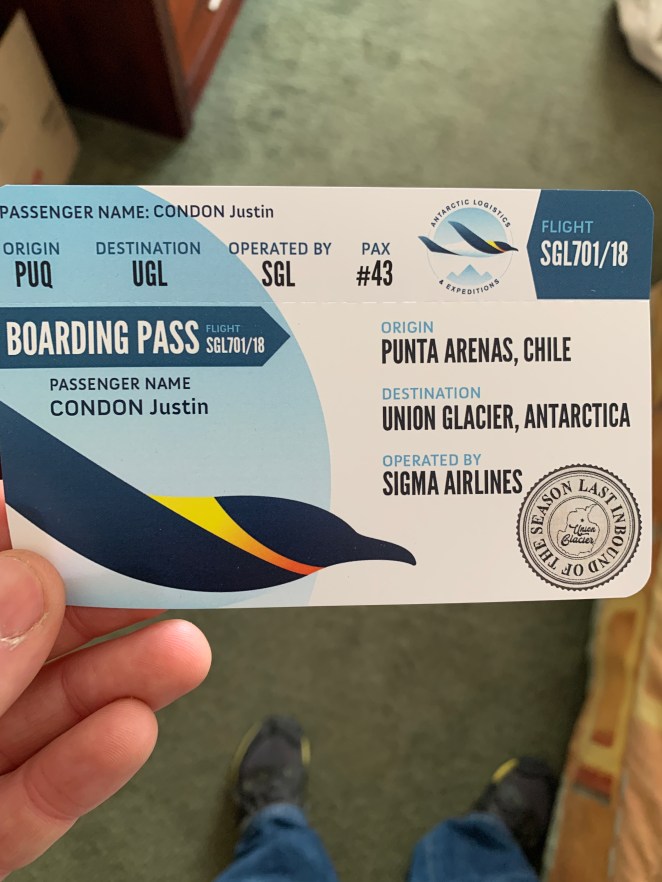 PASSENGER NAME: CONDON Justin
ORIGIN
PUQ
DESTINATION
UGL
OPERATED BY
SGL
PAX
#43
ANTARCTIC LOGISTICS
& EXPEDITIONS
FLIGHT
SGL701/18
BOARDING PASS
FLIGHT
SGL701/18
PASSENGER NAME
CONDON Justin
ORIGIN
PUNTA ARENAS, CHILE
DESTINATION
UNION GLACIER, ANTARCTICA
OPERATED BY
SIGMA AIRLINES
LAST INBOUND OF THE SEASON
Union
Glacier